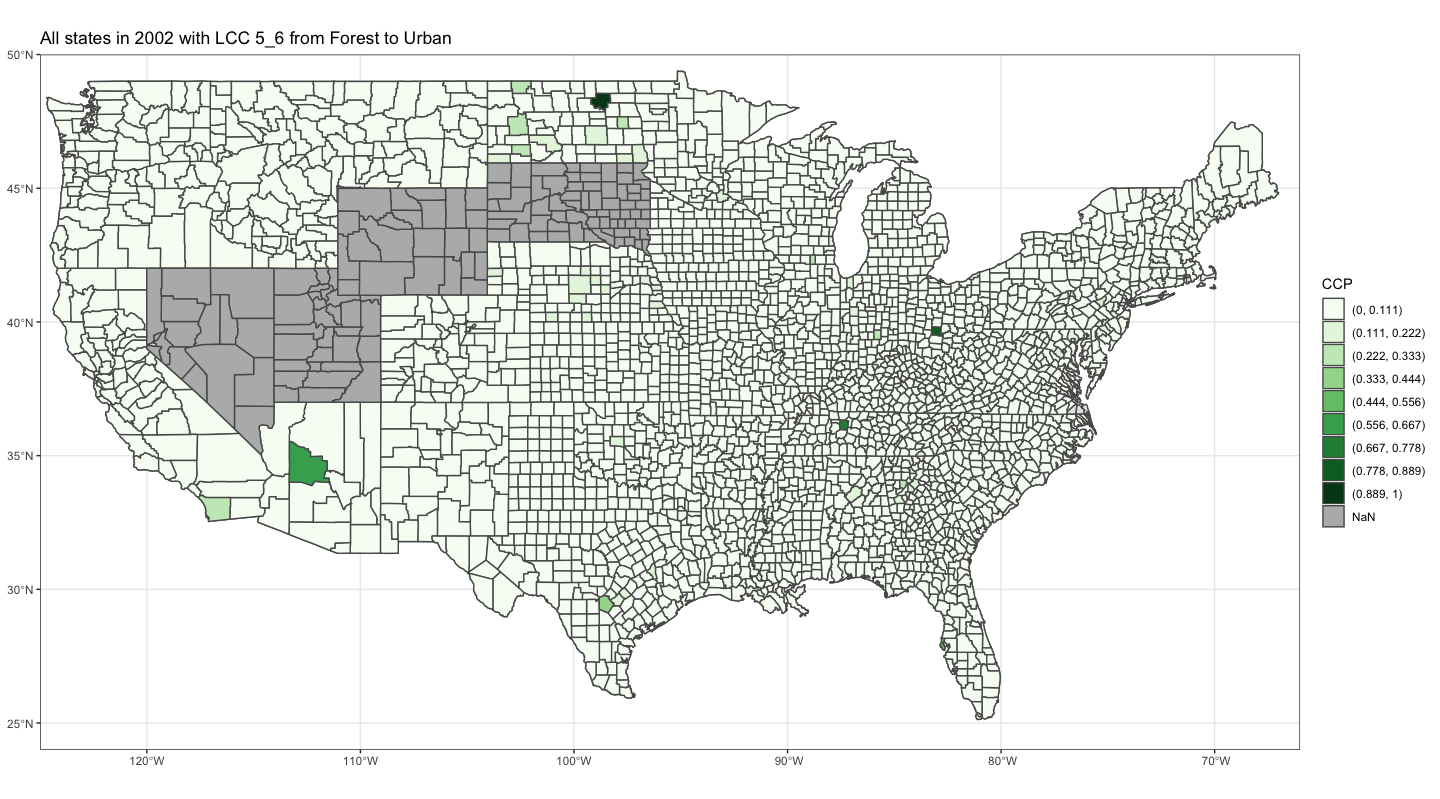 All states in 2002 with LCC 5_6 from Forest to Urban
50°N
45°N
40°N
35°N
30°N
25°N
120°W
110°W
100°W
90°W
80°W
70°W
CCP
(0, 0.111)
(0.111, 0.222)
(0.222, 0.333)
(0.333, 0.444)
(0.444, 0.556)
(0.556, 0.667)
(0.667, 0.778)
(0.778, 0.889)
(0.889, 1)
NaN